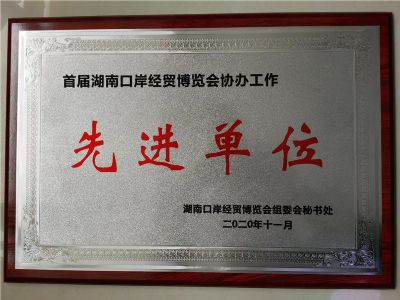 首届湖南口岸经贸博览会协办工作
先进单位
湖南口岸经贸博览会组委会秘书处
二0二0年十一月